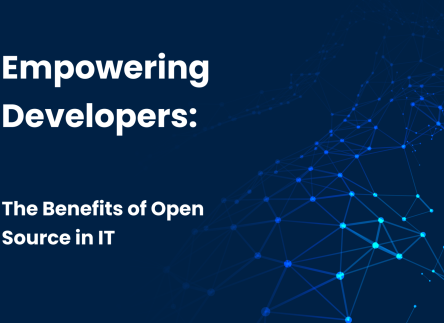 Empowering
Developers:
The Benefits of Open
Source in IT